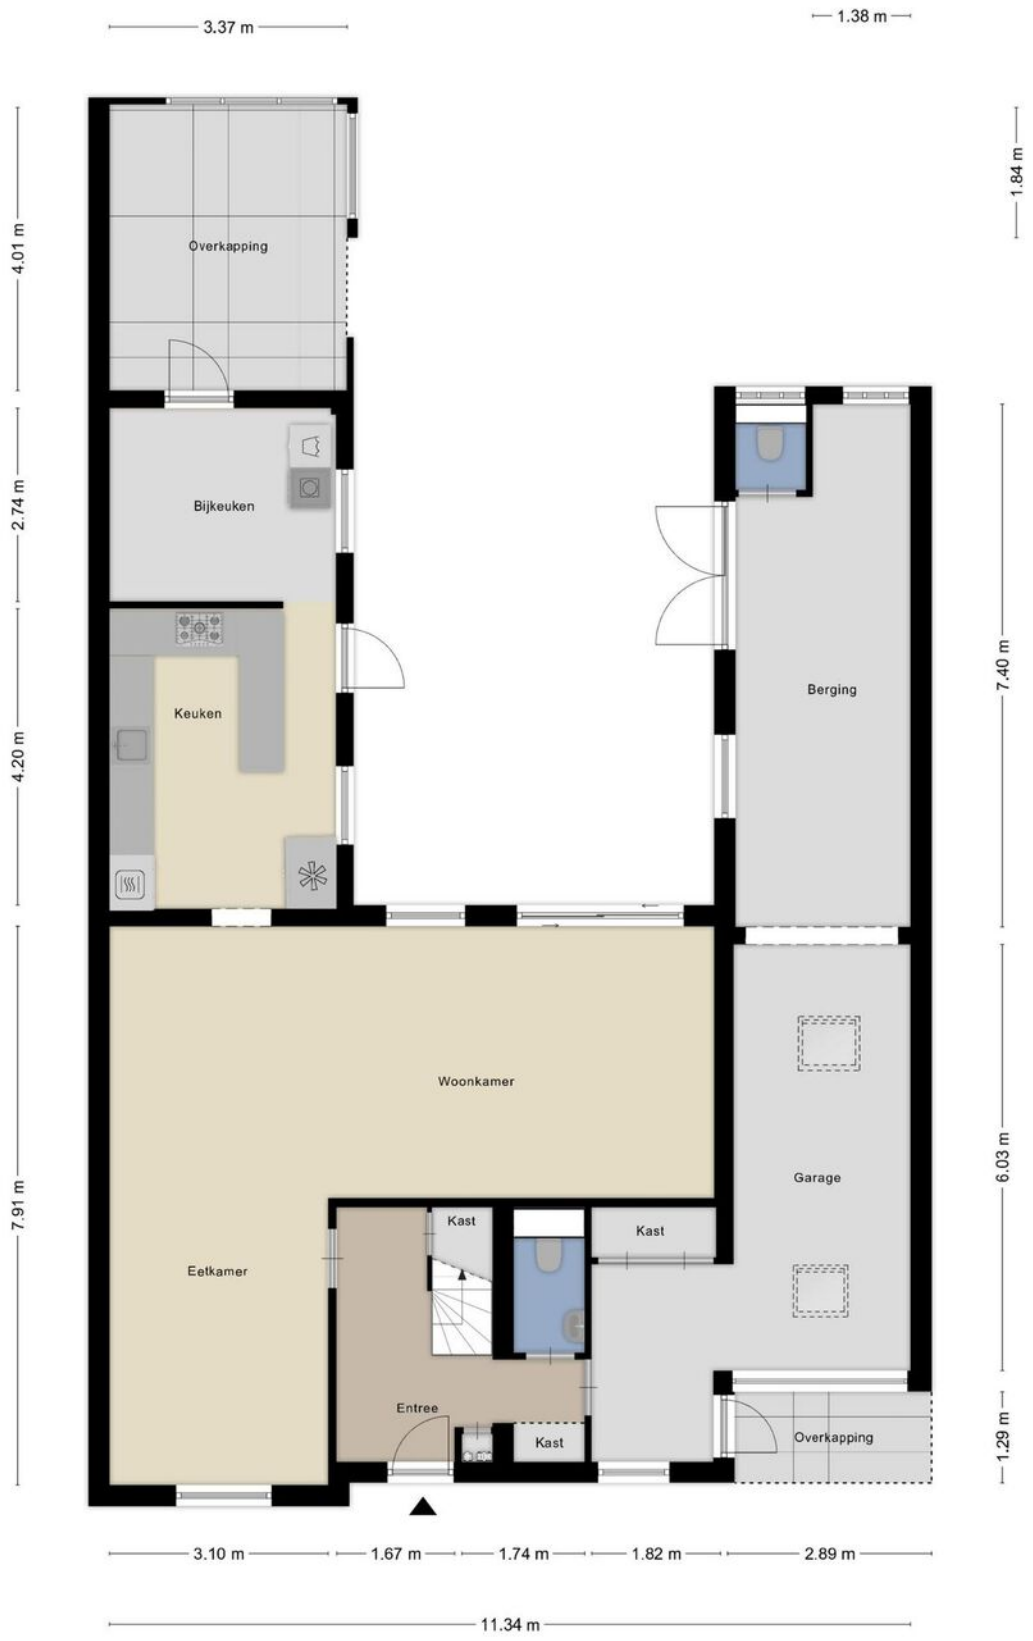 3.37 m
1.38 m
1.84 m
4.01 m
Overkapping
2.74 m
Bijkeuken
7.40 m
Berging
Keuken
4.20 m
Woonkamer
6.03 m
Garage
7.91 m
Kast
Kast
Eetkamer
Entree
Kast
Overkapping
1.29 m
3.10 m
1.67 m
1.74 m
1.82 m
2.89 m
11.34 m